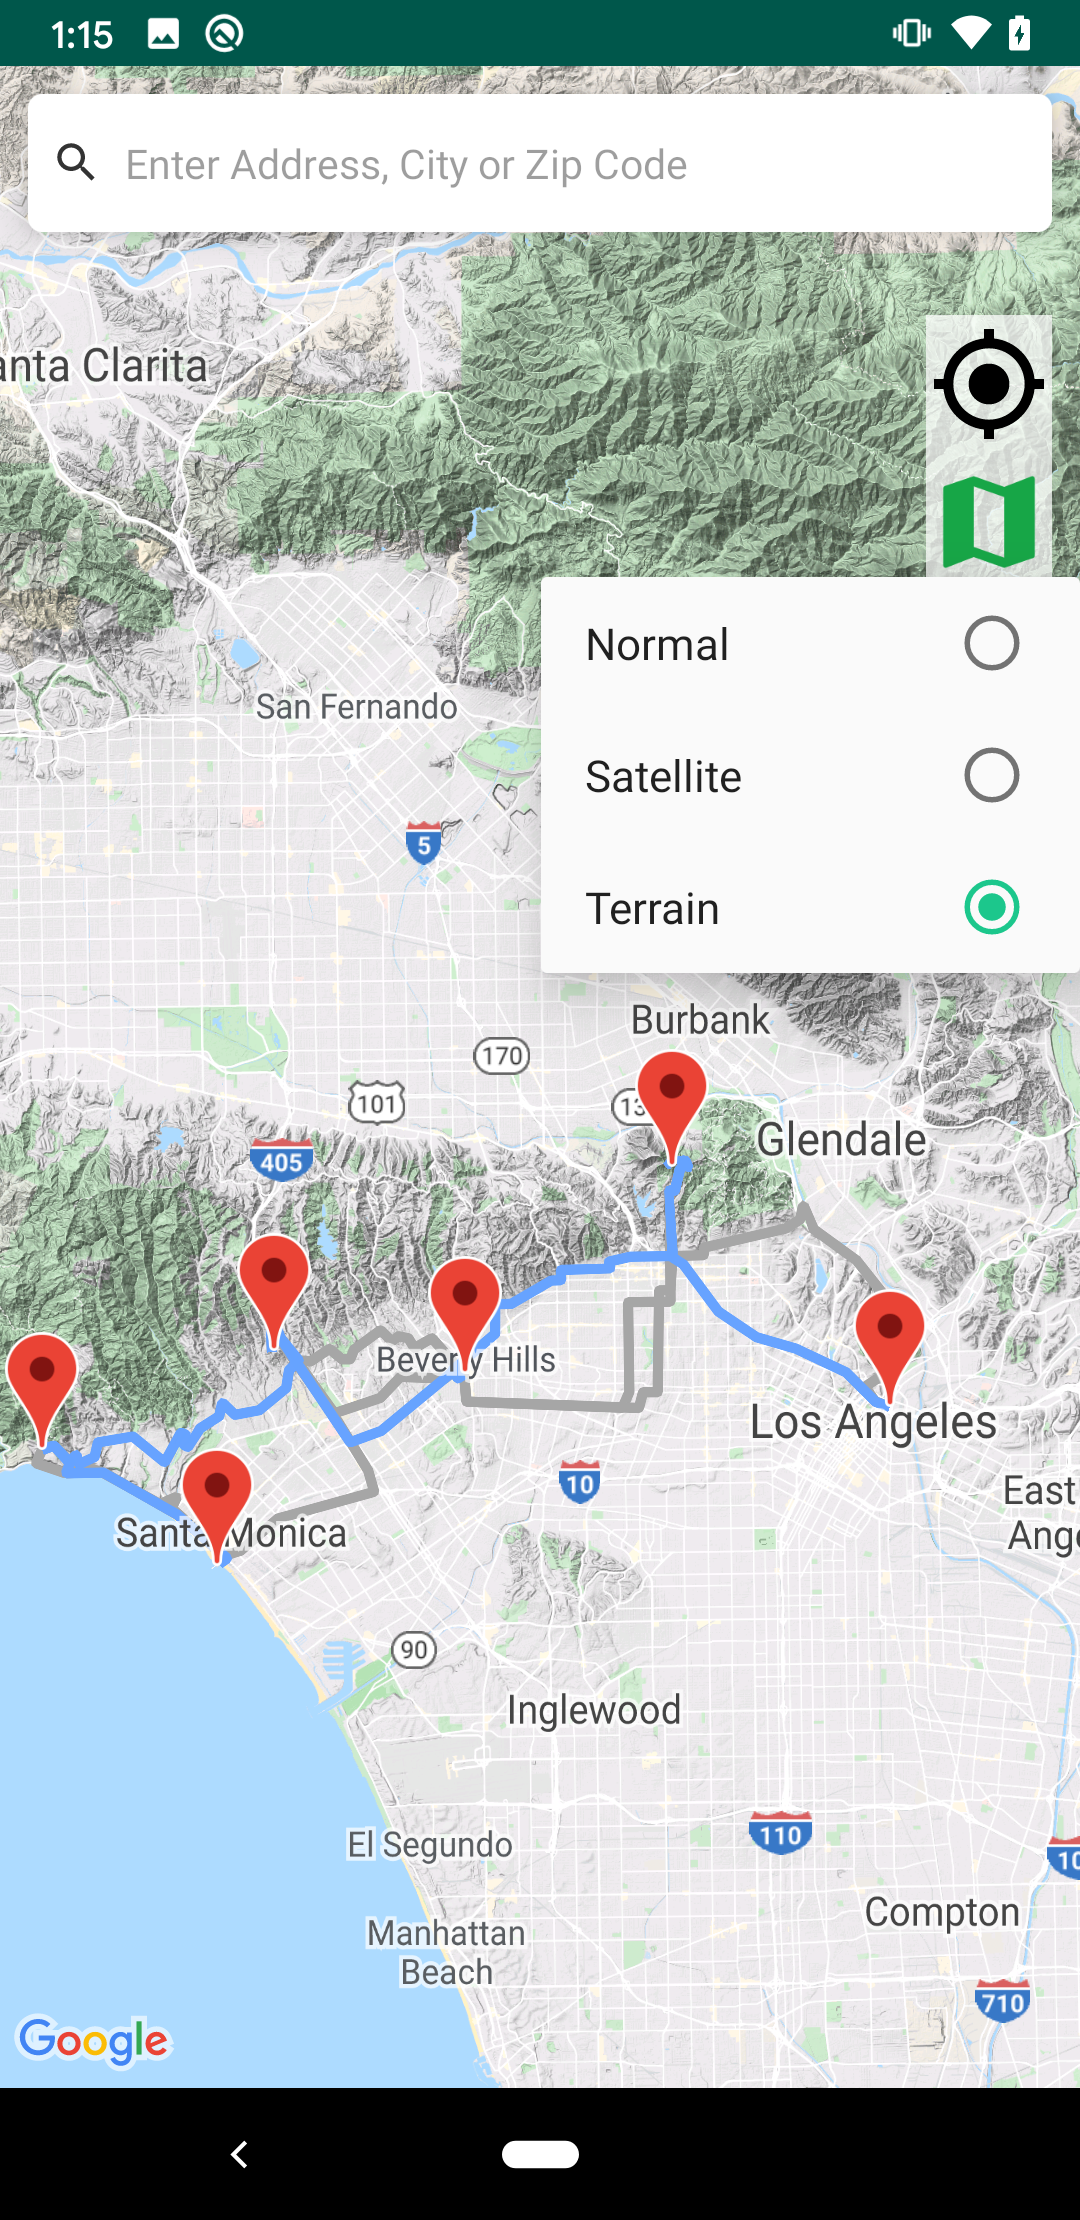 1:15
Enter Address, City or Zip Code
anta Clarita
Normal
San Fernando
Satellite
5
Terrain
Burbank
170
101
13
Glendale
405
Beverly Hills
Los Angeles
10
East
Ange
Santa Monica
90
Inglewood
110
El Segundo
10
Compton
Manhattan
Beach
710
Google